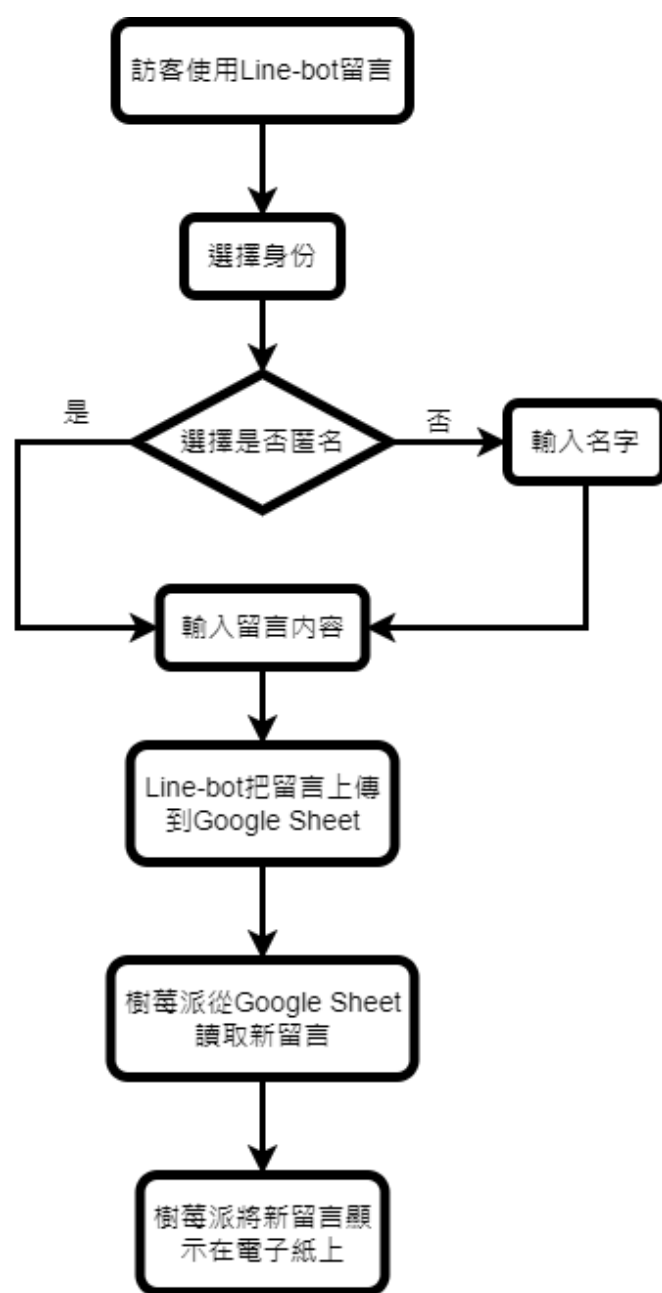 訪客使用Line-bot留言
選擇身份
是
選擇是否匿名
否
輸入名字
輸入留言內容
Line-bot把留言上傳
到Google Sheet
樹莓派從Google Sheet
讀取新留言
樹莓派將新留言顯
示在電子紙上